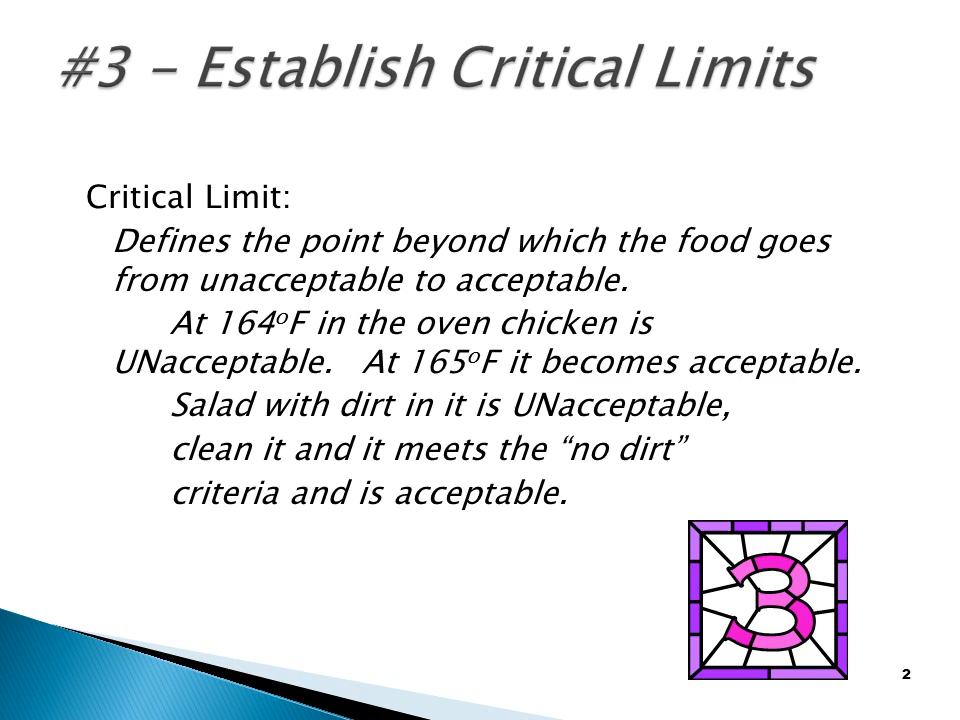 #3 - Establish Critical Limits
Critical Limit:
Defines the point beyond which the food goes
from unacceptable to acceptable.
At 164oF in the oven chicken is
UNacceptable. At 165oF it becomes acceptable.
Salad with dirt in it is UNacceptable,
clean it and it meets the “no dirt”
criteria and is acceptable.
3
2